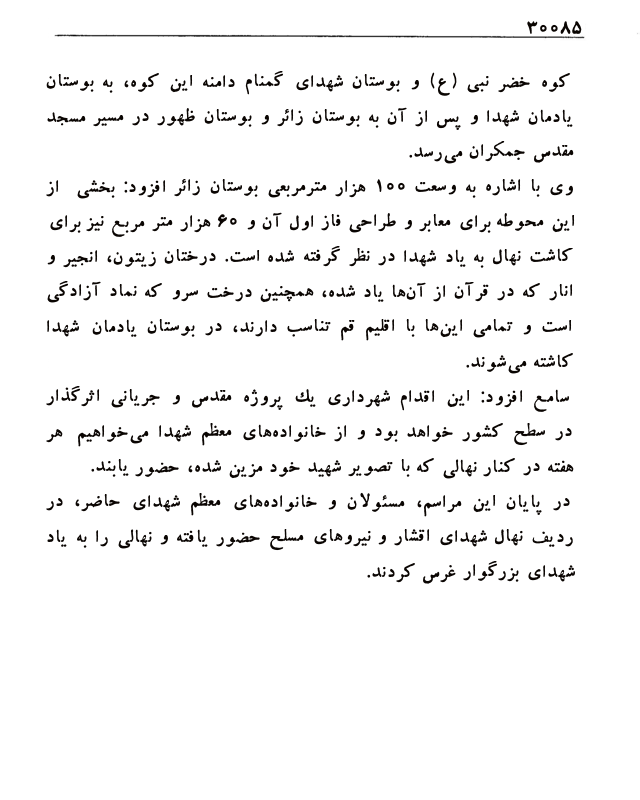 ۳۰۰۸۵
کوه خضر نبی (ع) و بوستان شهدای گمنام دامنه این کوه، به بوستان
یادمان شهدا و پس از آن به بوستان زائر و بوستان ظهور در مسیر مسجد
مقدس جمکران می‌رسد.
وی با اشاره به وسعت ۱۰۰ هزار مترمربعی بوستان زائر افزود: بخشی از
این محوطه برای معابر و طراحی فاز اول آن و ۶۰ هزار متر مربع نیز برای
کاشت نهال به یاد شهدا در نظر گرفته شده است. درختان زیتون، انجیر و
انار که در قرآن از آن‌ها یاد شده، همچنین درخت سرو که نماد آزادگی
است و تمامی این‌ها با اقلیم قم تناسب دارند، در بوستان یادمان شهدا
کاشته می‌شوند.
سامع افزود: این اقدام شهرداری یك پروژه مقدس و جریانی اثرگذار
در سطح کشور خواهد بود و از خانواده‌های معظم شهدا می‌خواهیم هر
هفته در کنار نهالی که با تصویر شهید خود مزین شده، حضور یابند.
در پایان این مراسم، مسئولان و خانواده‌های معظم شهدای حاضر، در
ردیف نهال شهدای اقشار و نیروهای مسلح حضور یافته و نهالی را به یاد
شهدای بزرگوار غرس کردند.